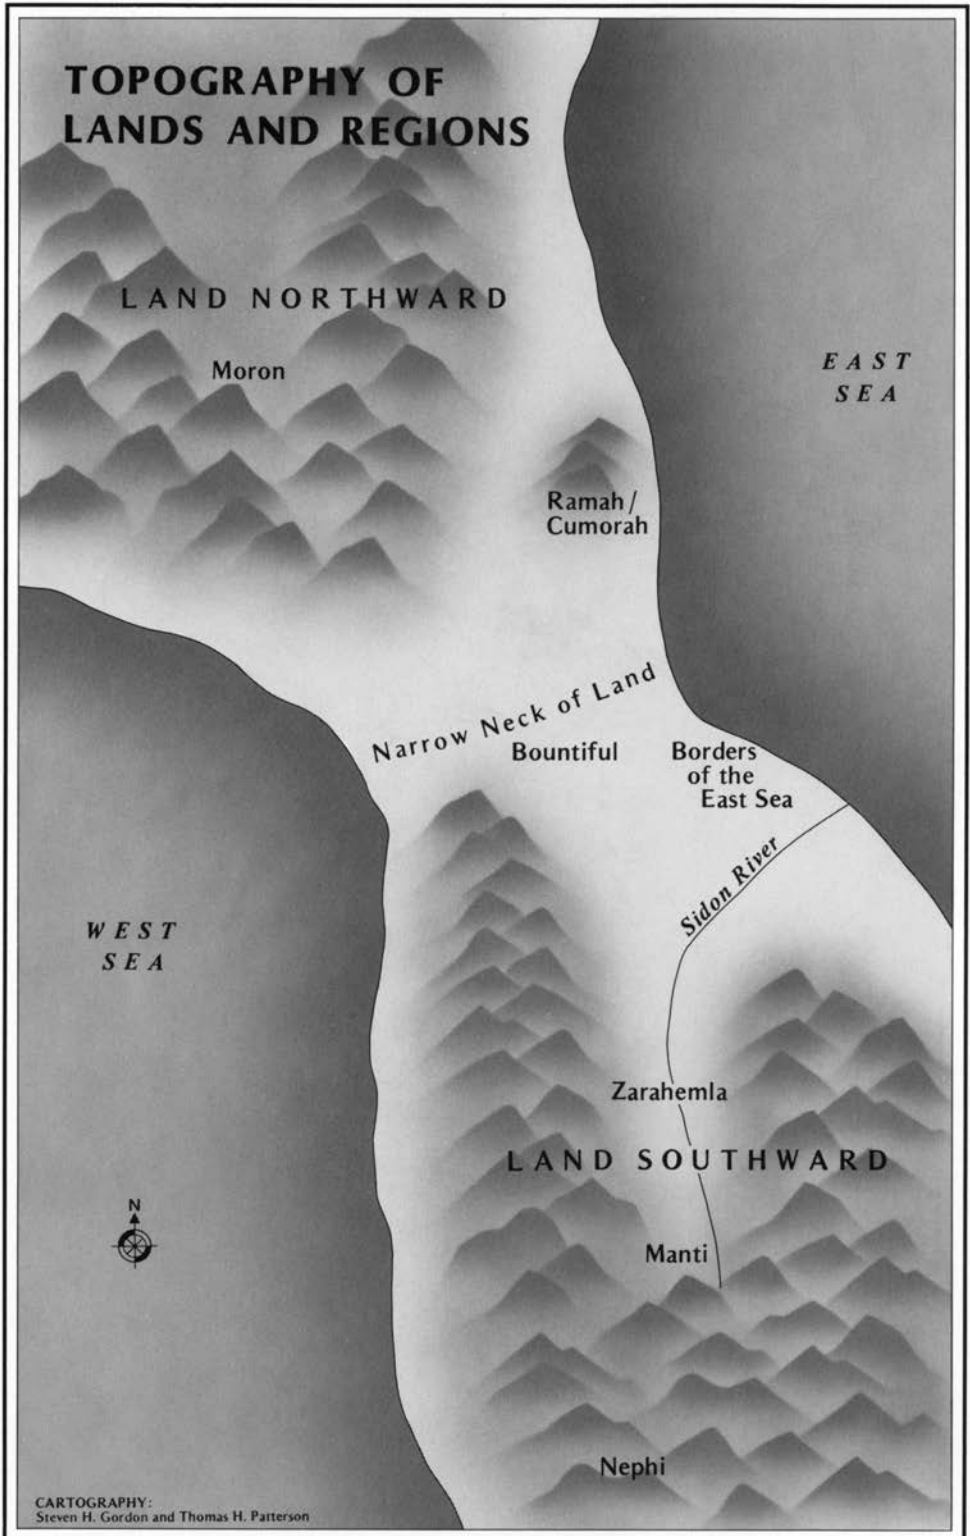 TOPOGRAPHY OF
LANDS AND REGIONS
LAND NORTHWARD
Moron
EAST
SEA
Ramah/
Cumorah
Narrow Neck of Land
Bountiful
Borders
of the
East Sea
Sidon River
WEST
SEA
Zarahemla
LAND SOUTHWARD
N
Manti
Nephi
CARTOGRAPHY:
Steven H. Gordon and Thomas H. Patterson